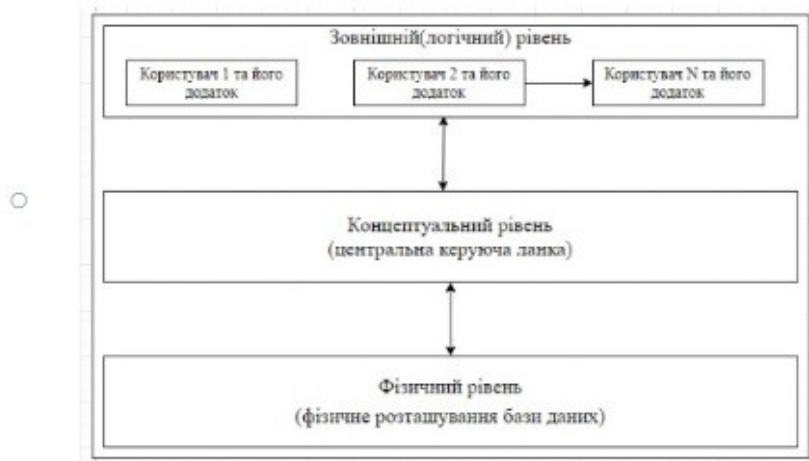 Зовнішній(логічний) рівень
Користувач 1 та його
додаток
Користувач 2 та його
додаток
Користувач N та його
додаток
Концептуальний рівень
(центральна керуюча ланка)
Фізичний рівень
(фізичне розташування бази даних)